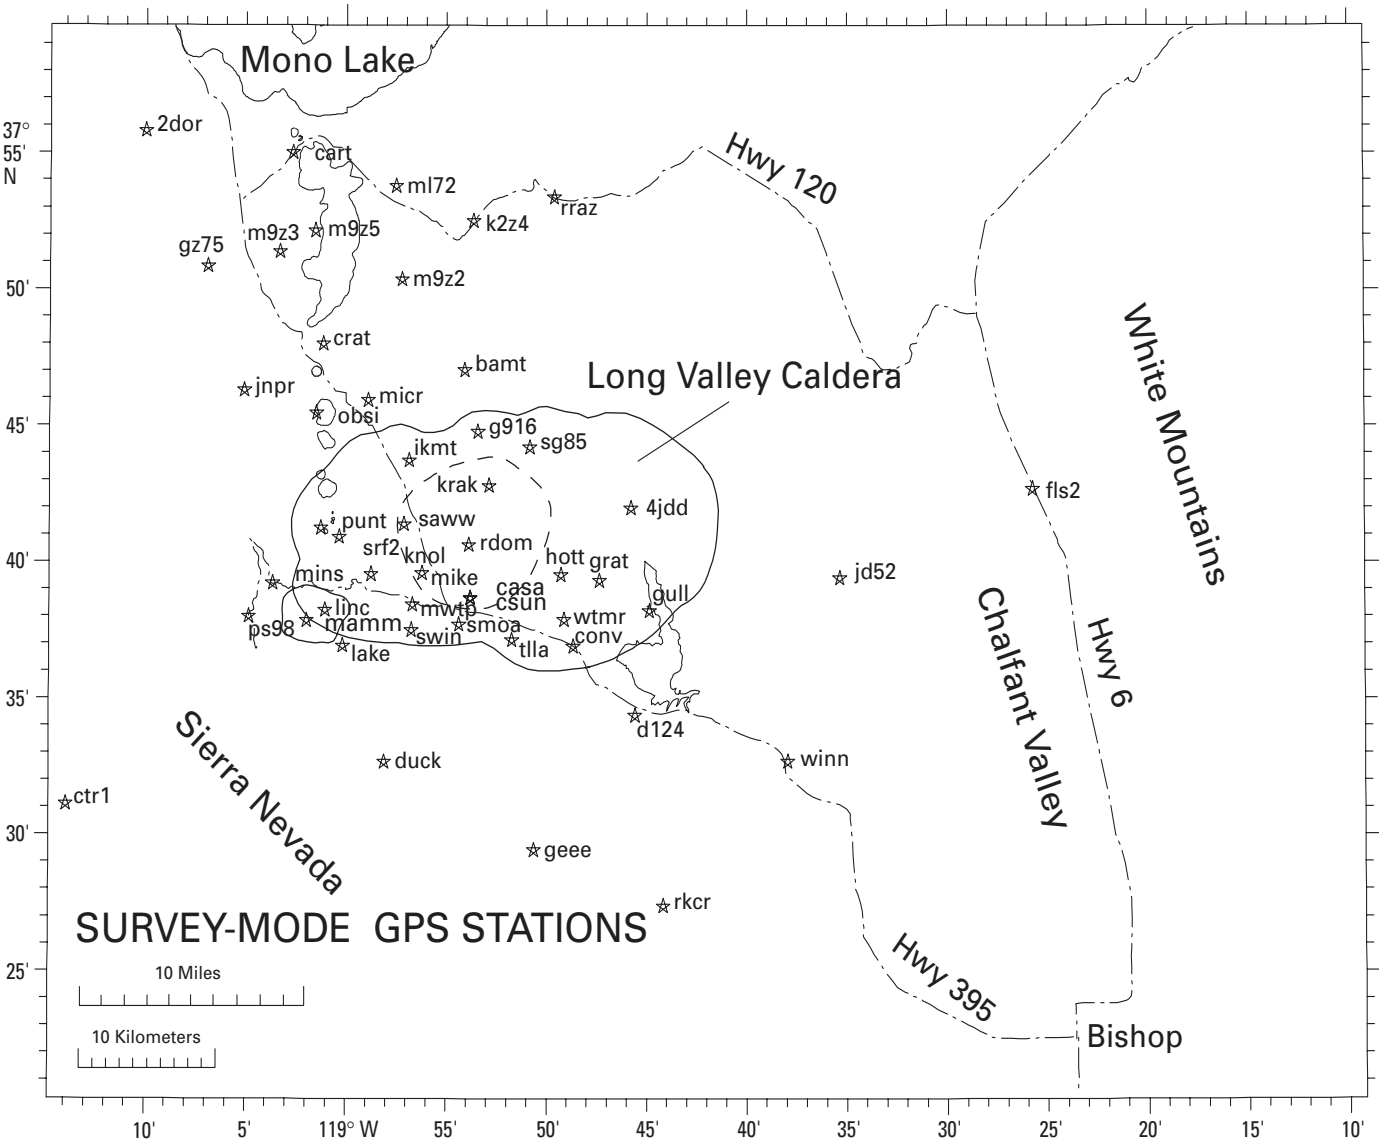 Mono Lake
2dor
37°
55'
N
cart
Hwy 120
ml72
rraz
k2z4
m9z3
m9z5
gz75
m9z2
50'
White Mountains
crat
bamt
Long Valley Caldera
jnpr
micr
obsi
45'
g916
sg85
ikmt
krak
fls2
4jdd
punt
saww
srf2
knol
rdom
hott
grat
40'
mins
mike
casa
csun
jd52
gull
linc
mwtp
ps98
mamm
swin
smoa
wtmr
conv
lake
tlla
Chalfant Valley
Hwy 6
35'
d124
Sierra Nevada
duck
winn
ctr1
30'
geee
rkcr
SURVEY-MODE GPS STATIONS
25'
10 Miles
Hwy 395
10 Kilometers
Bishop
10'
5'
119° W
55'
50'
40'
40'
35'
30'
25'
20'
15'
10'